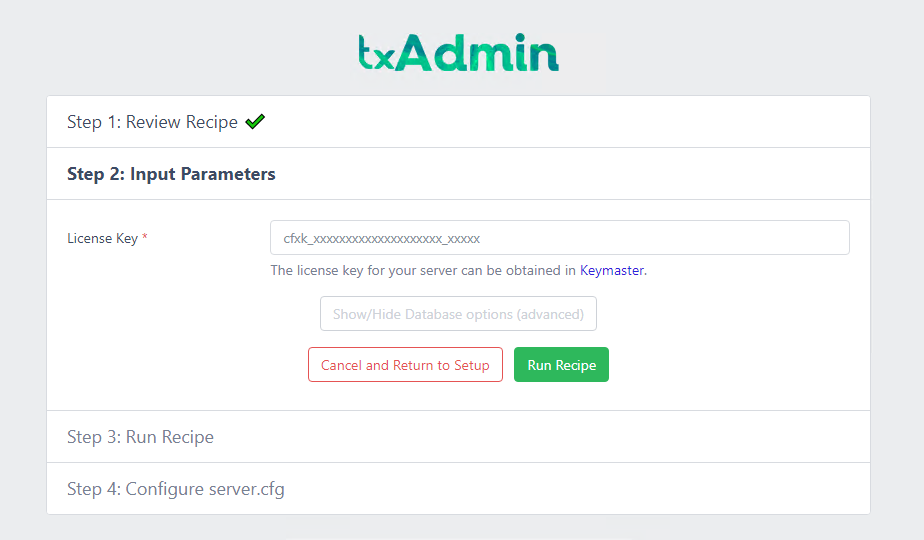 txAdmin
Step 1: Review Recipe
Step 2: Input Parameters
License Key *
cfxk_xxxxxxxxxxxxxxxxxxxx_xxxxx
The license key for your server can be obtained in Keymaster.
Show/Hide Database options (advanced)
Cancel and Return to Setup
Run Recipe
Step 3: Run Recipe
Step 4: Configure server.cfg